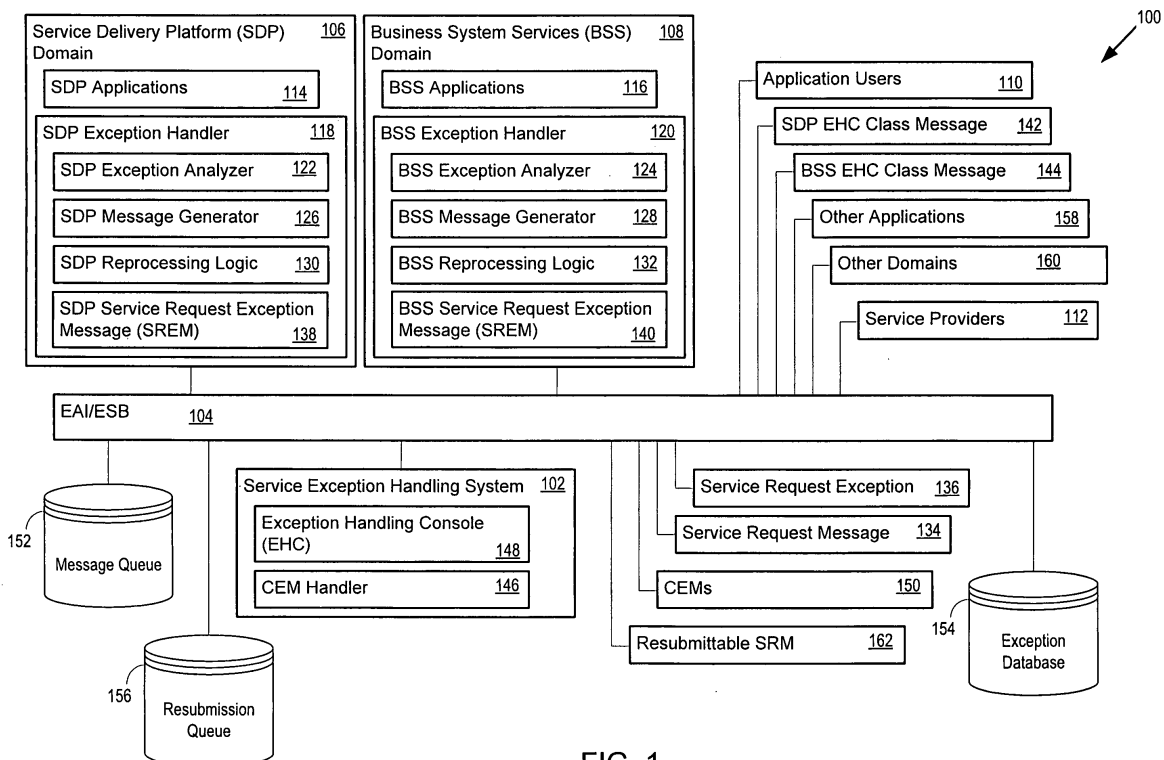 100
Service Delivery Platform (SDP) 106
Domain
SDP Applications 114
SDP Exception Handler 118
SDP Exception Analyzer 122
SDP Message Generator 126
SDP Reprocessing Logic 130
SDP Service Request Exception
Message (SREM) 138
Business System Services (BSS) 108
Domain
BSS Applications 116
BSS Exception Handler 120
BSS Exception Analyzer 124
BSS Message Generator 128
BSS Reprocessing Logic 132
BSS Service Request Exception
Message (SREM) 140
Application Users 110
SDP EHC Class Message 142
BSS EHC Class Message 144
Other Applications 158
Other Domains 160
Service Providers 112
EAI/ESB 104
152
Message Queue
156
Resubmission
Queue
Service Exception Handling System 102
Exception Handling Console
(EHC) 148
CEM Handler 146
Service Request Exception 136
Service Request Message 134
CEMs 150
Resubmittable SRM 162
154
Exception
Database
FIG. 1